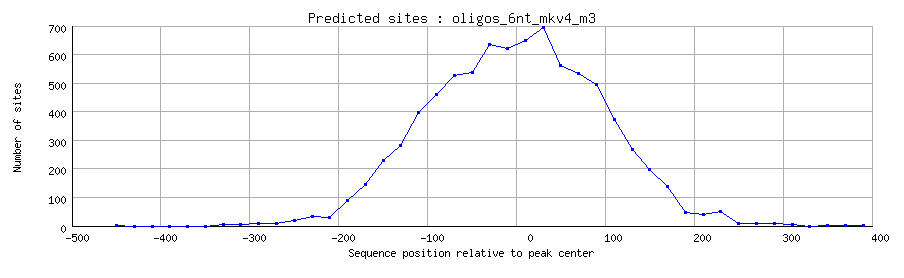 Predicted sites : oligos_6nt_mkv4_m3
700
600
500
400
300
200
100
0
Number of sites
-500 -400 -300 -200 -100 0 100 200 300 400
Sequence position relative to peak center